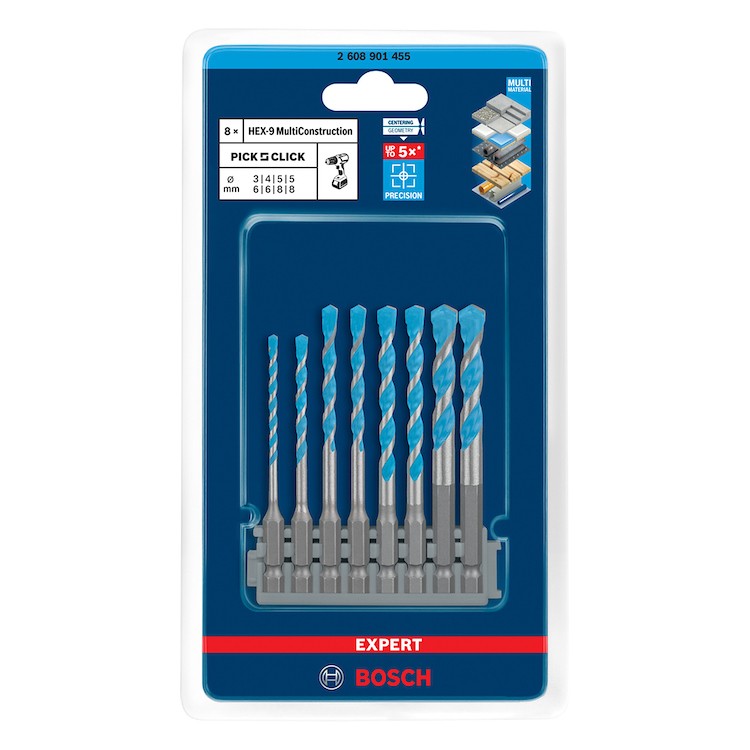 2 608 901 455
8 × HEX-9 MultiConstruction
PICK CLICK
Ø mm 3|4|5|5
6|6|8|8
CENTERING
GEOMETRY
UP TO 5×*
PRECISION
MULTI
MATERIAL
EXPERT
BOSCH